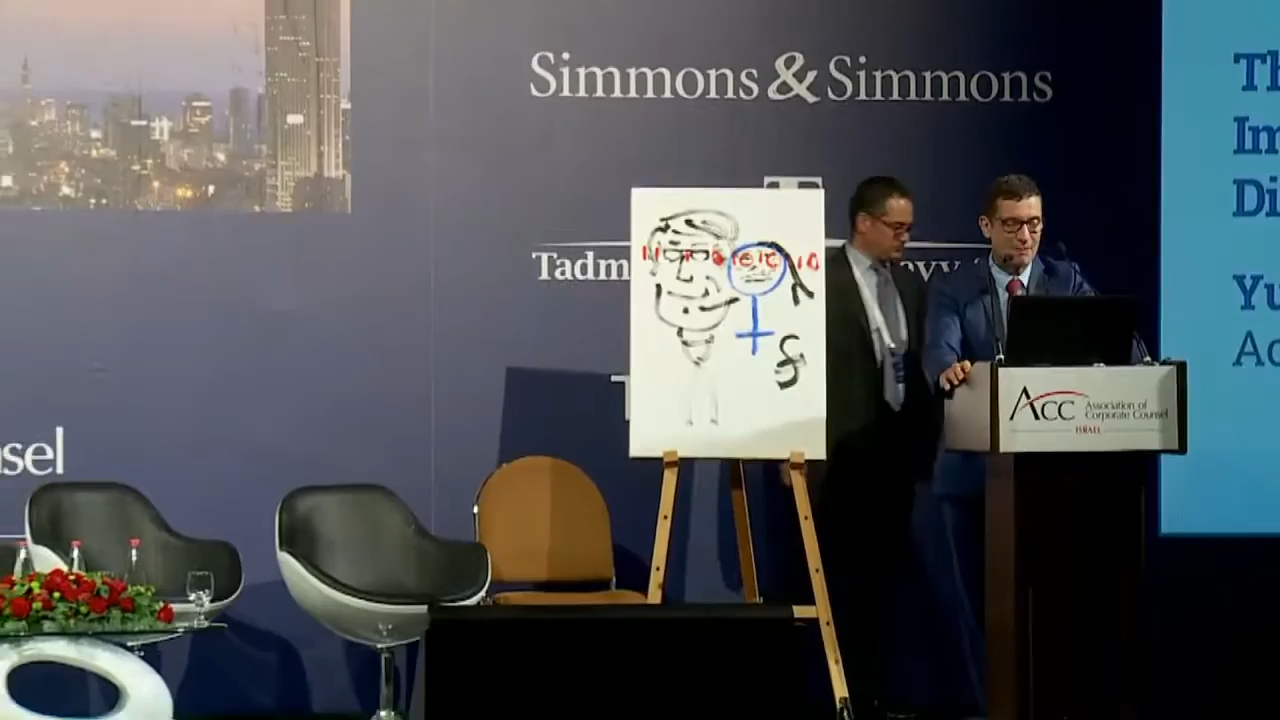 Simmons & Simmons
Tadm
Th
Im
Di
Yu
Ac
sel
ACC Association of
Corporate Counsel
ISRAEL